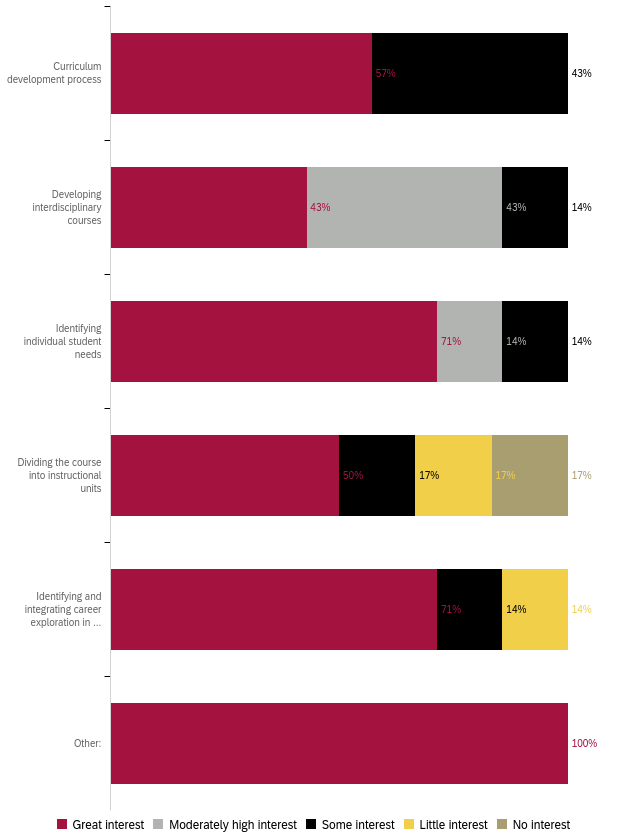 Curriculum
development process
57%
43%
Developing
interdisciplinary
courses
43%
43%
14%
Identifying
individual student
needs
71%
14%
14%
Dividing the course
into instructional
units
50%
17%
17%
17%
Identifying and
integrating career
exploration in ...
71%
14%
14%
Other:
100%
Great interest
Moderately high interest
Some interest
Little interest
No interest